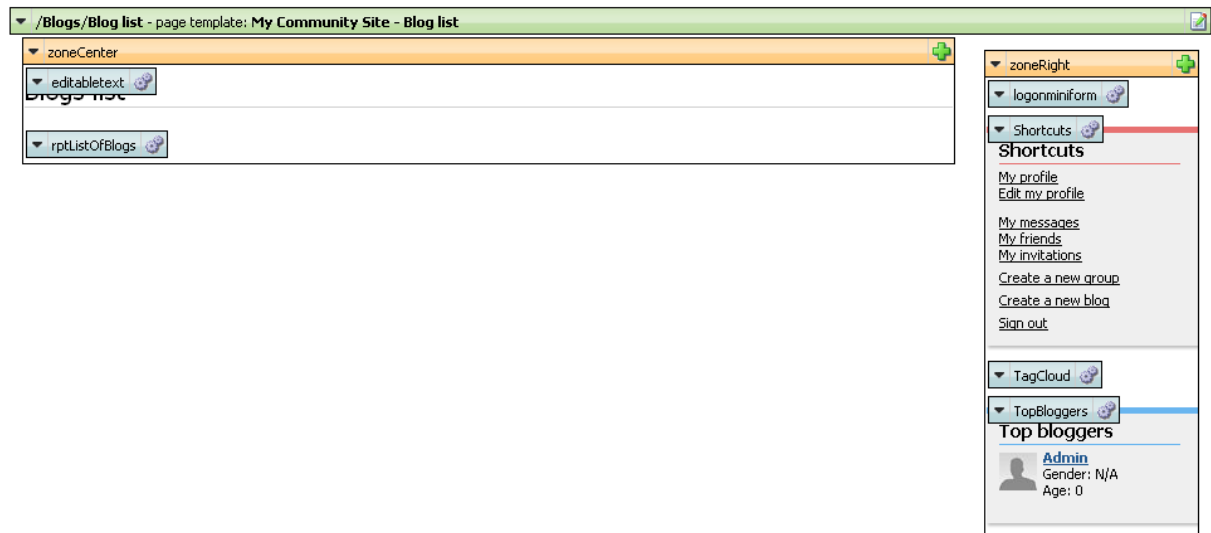 /Blogs/Blog list - page template: My Community Site - Blog list
zoneCenter
editabletext
Blogs list
rptListOfBlogs
zoneRight
logonminiform
Shortcuts
Shortcuts
My profile
Edit my profile
My messages
My friends
My invitations
Create a new group
Create a new blog
Sign out
TagCloud
TopBloggers
Top bloggers
Admin
Gender: N/A
Age: 0